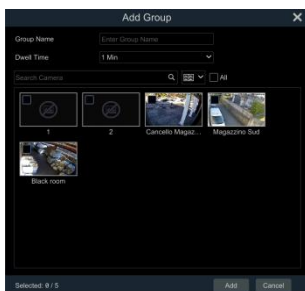 Add Group
Group Name Enter Group Name
Dwell Time 1 Min
Search Camera All
1 2 Cancello Magaz... Megazzino Sud
Black room
Selected: 0 / 5 Add Cancel